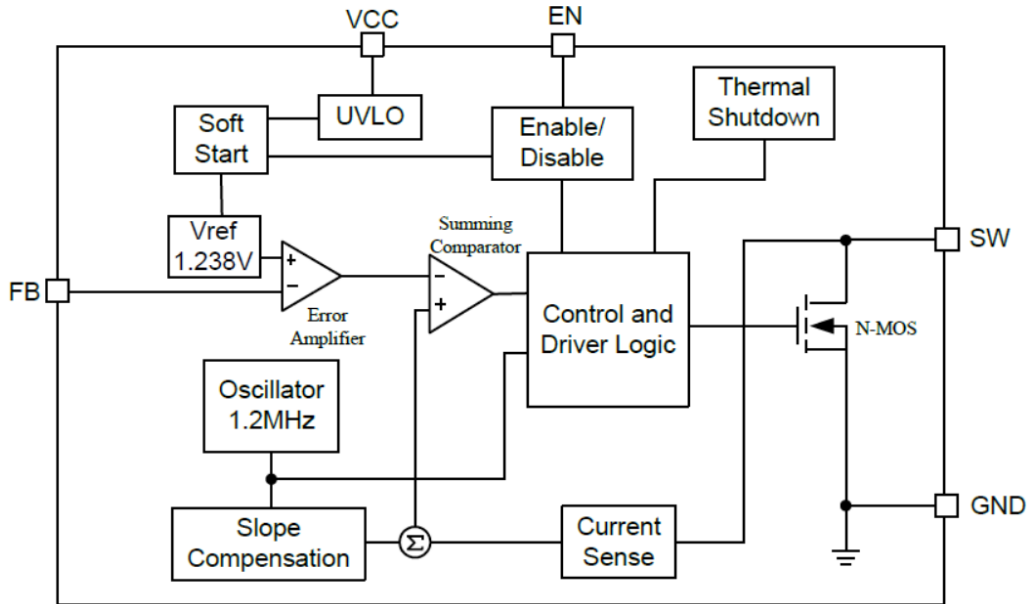 VCC
EN
Soft
Start
UVLO
Enable/
Disable
Thermal
Shutdown
Vref
1.238V
Summing
Comparator
SW
FB
+
−
−
+
Error
Amplifier
Control and
Driver Logic
N-MOS
Oscillator
1.2MHz
Slope
Compensation
Σ
Current
Sense
GND